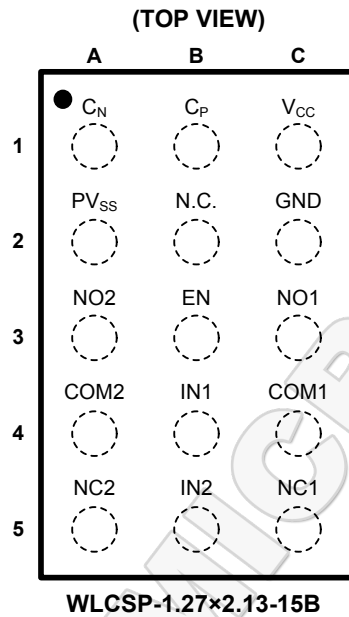 (TOP VIEW)
A B C
C_N C_P V_CC
1
PV_SS N.C. GND
2
NO2 EN NO1
3
COM2 IN1 COM1
4
NC2 IN2 NC1
5
WLCSP-1.27×2.13-15B